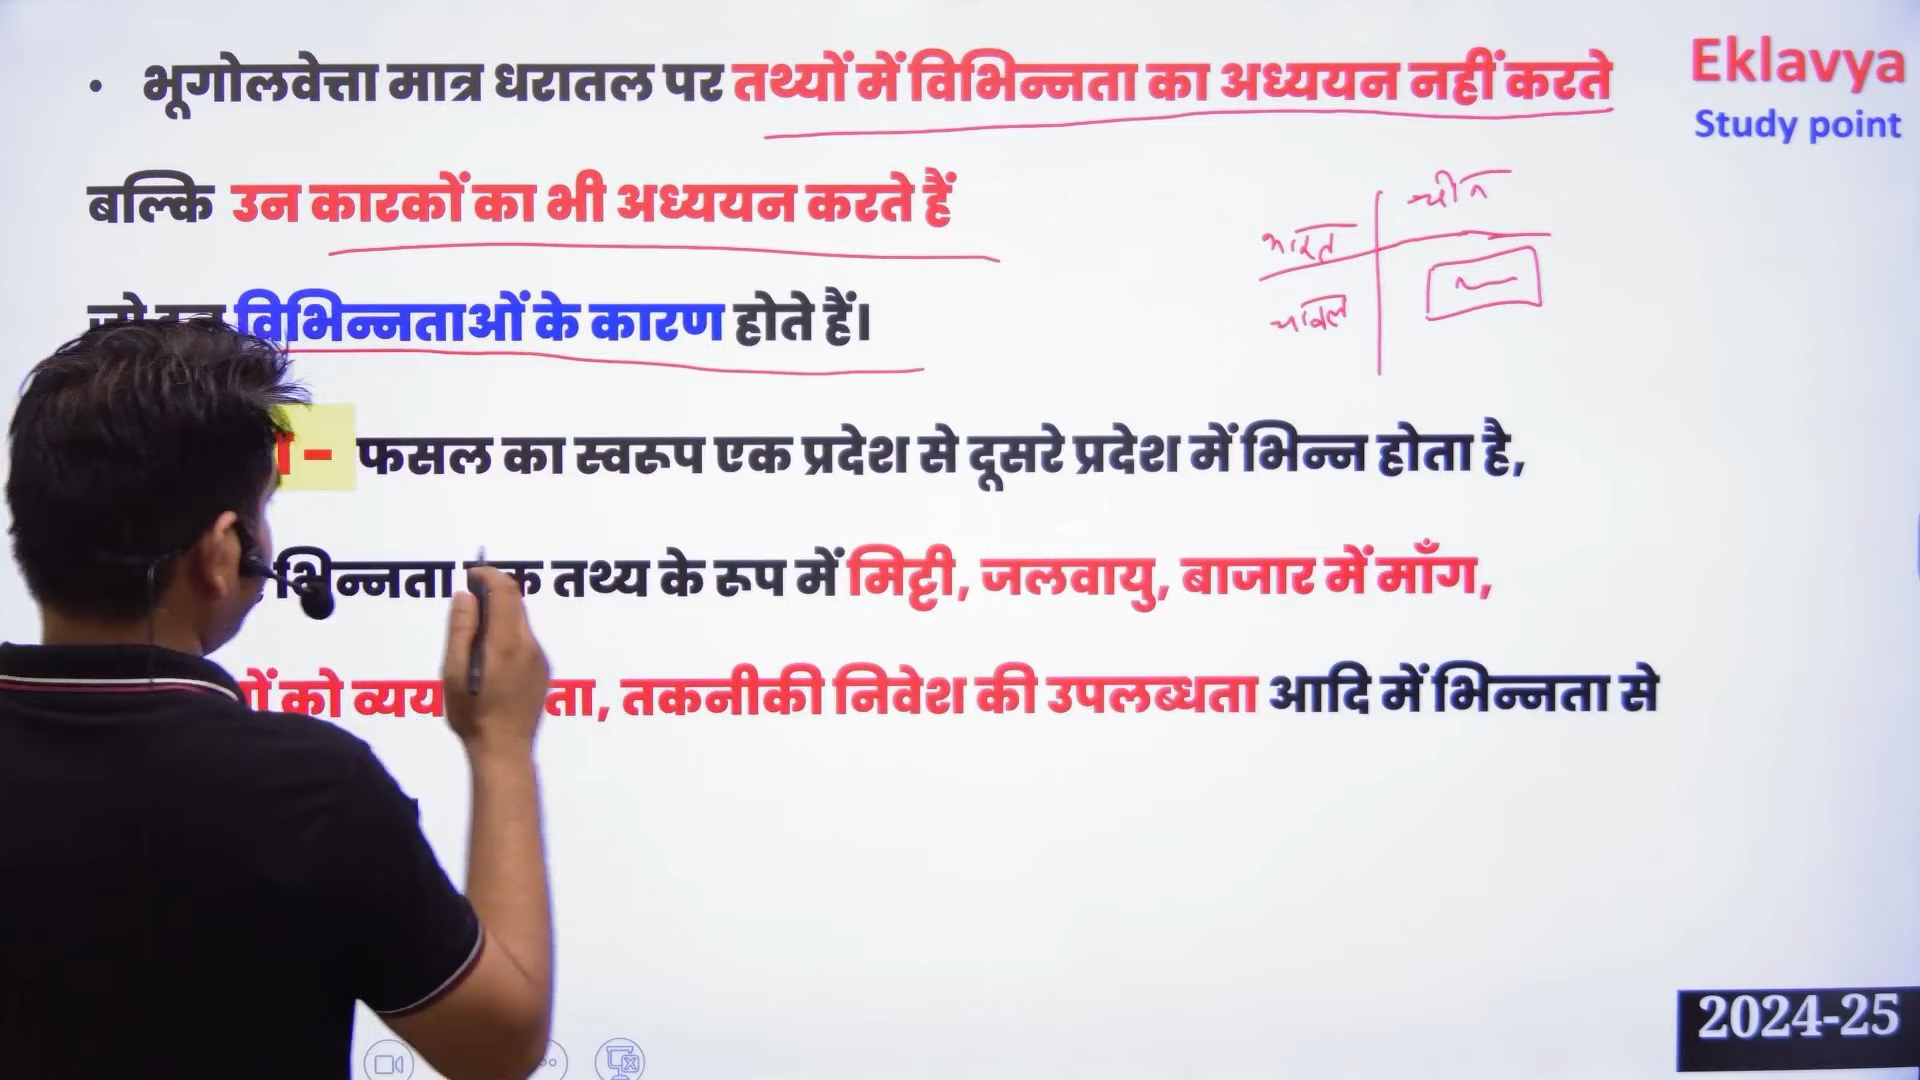 • भूगोलवेत्ता मात्र धरातल पर तथ्यों में विभिन्नता का अध्ययन नहीं करते
Eklavya
Study point
बल्कि उन कारकों का भी अध्ययन करते हैं
चीन
भारत
चावल
विभिन्नताओं के कारण होते हैं।
- फसल का स्वरूप एक प्रदेश से दूसरे प्रदेश में भिन्न होता है,
भिन्नता तथ्य के रूप में मिट्टी, जलवायु, बाजार में माँग,
को तकनीकी निवेश की उपलब्धता आदि में भिन्नता से
2024-25